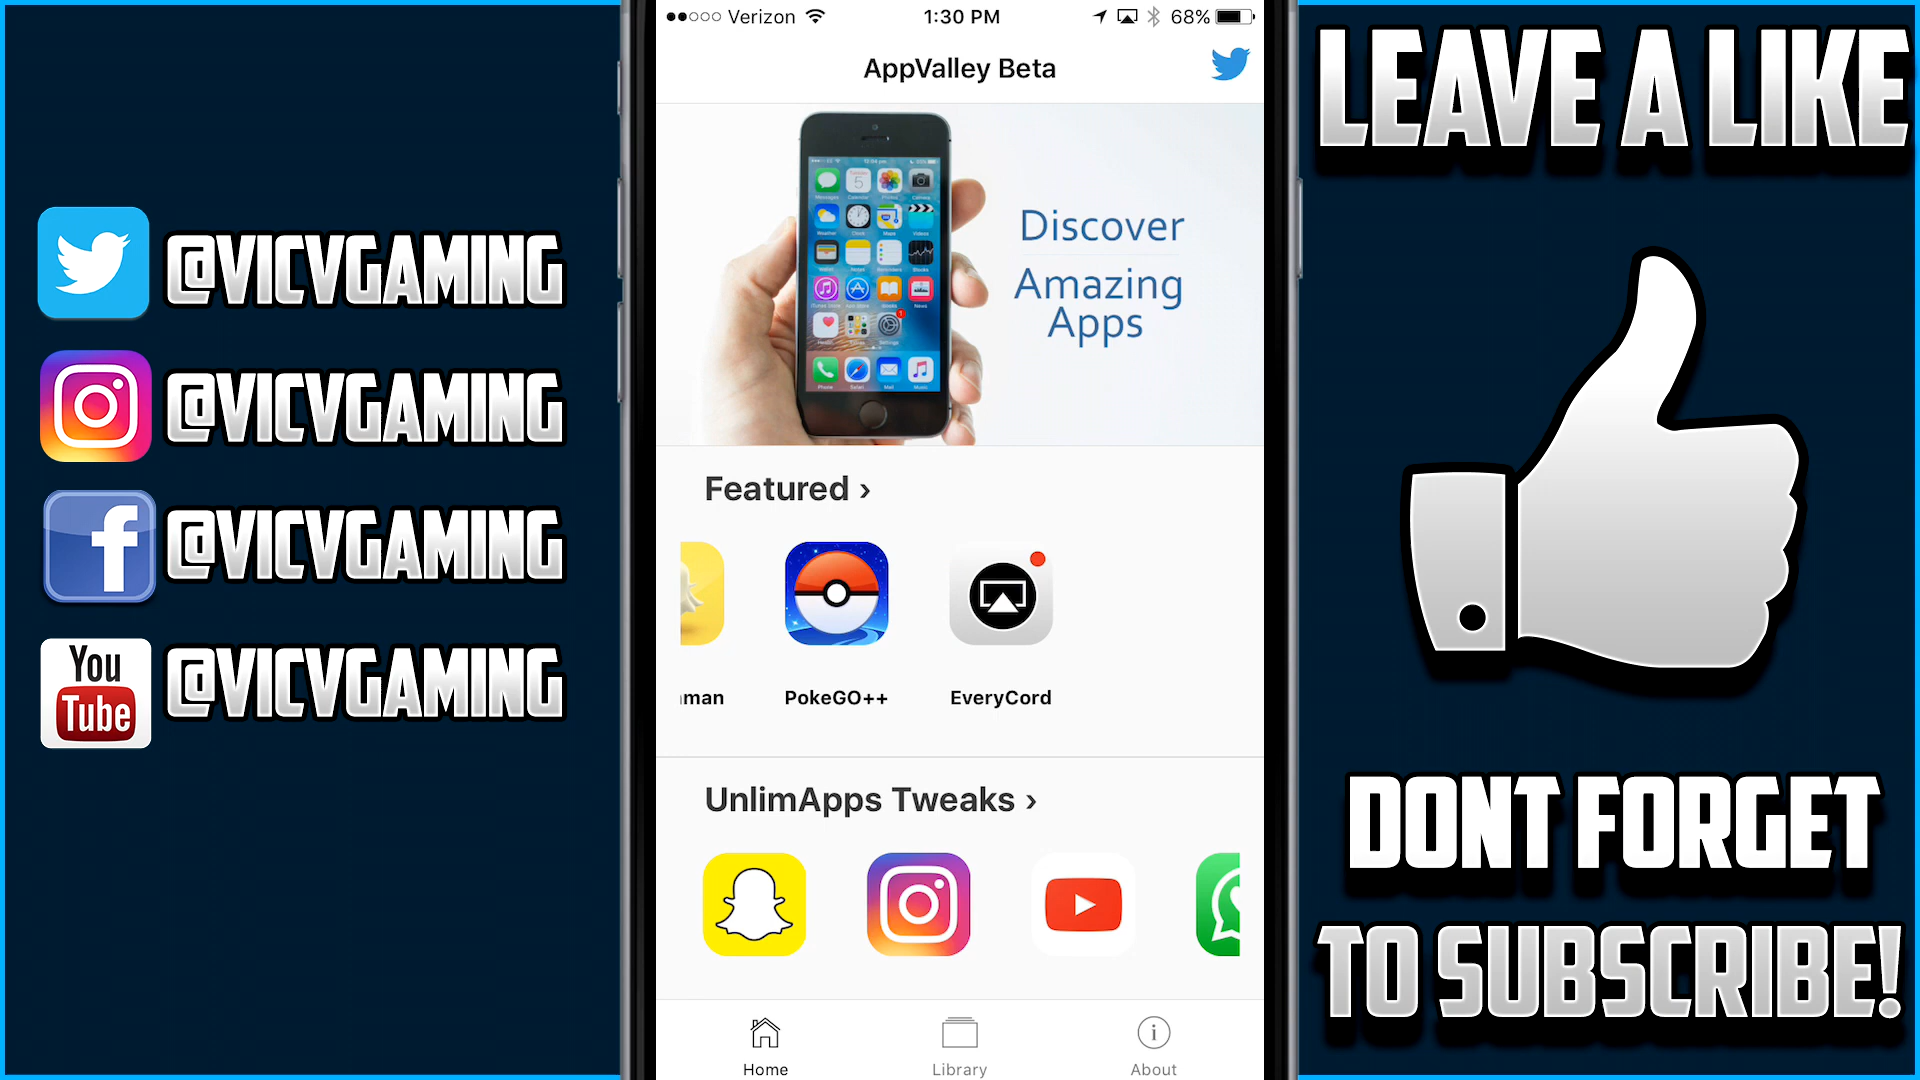 @VICVGAMING
@VICVGAMING
@VICVGAMING
You
Tube
@VICVGAMING
Verizon
1:30 PM
68%
AppValley Beta
Discover
Amazing
Apps
Featured ›
man
PokeGO++
EveryCord
UnlimApps Tweaks ›
Home
Library
About
LEAVE A LIKE
DONT FORGET
TO SUBSCRIBE!